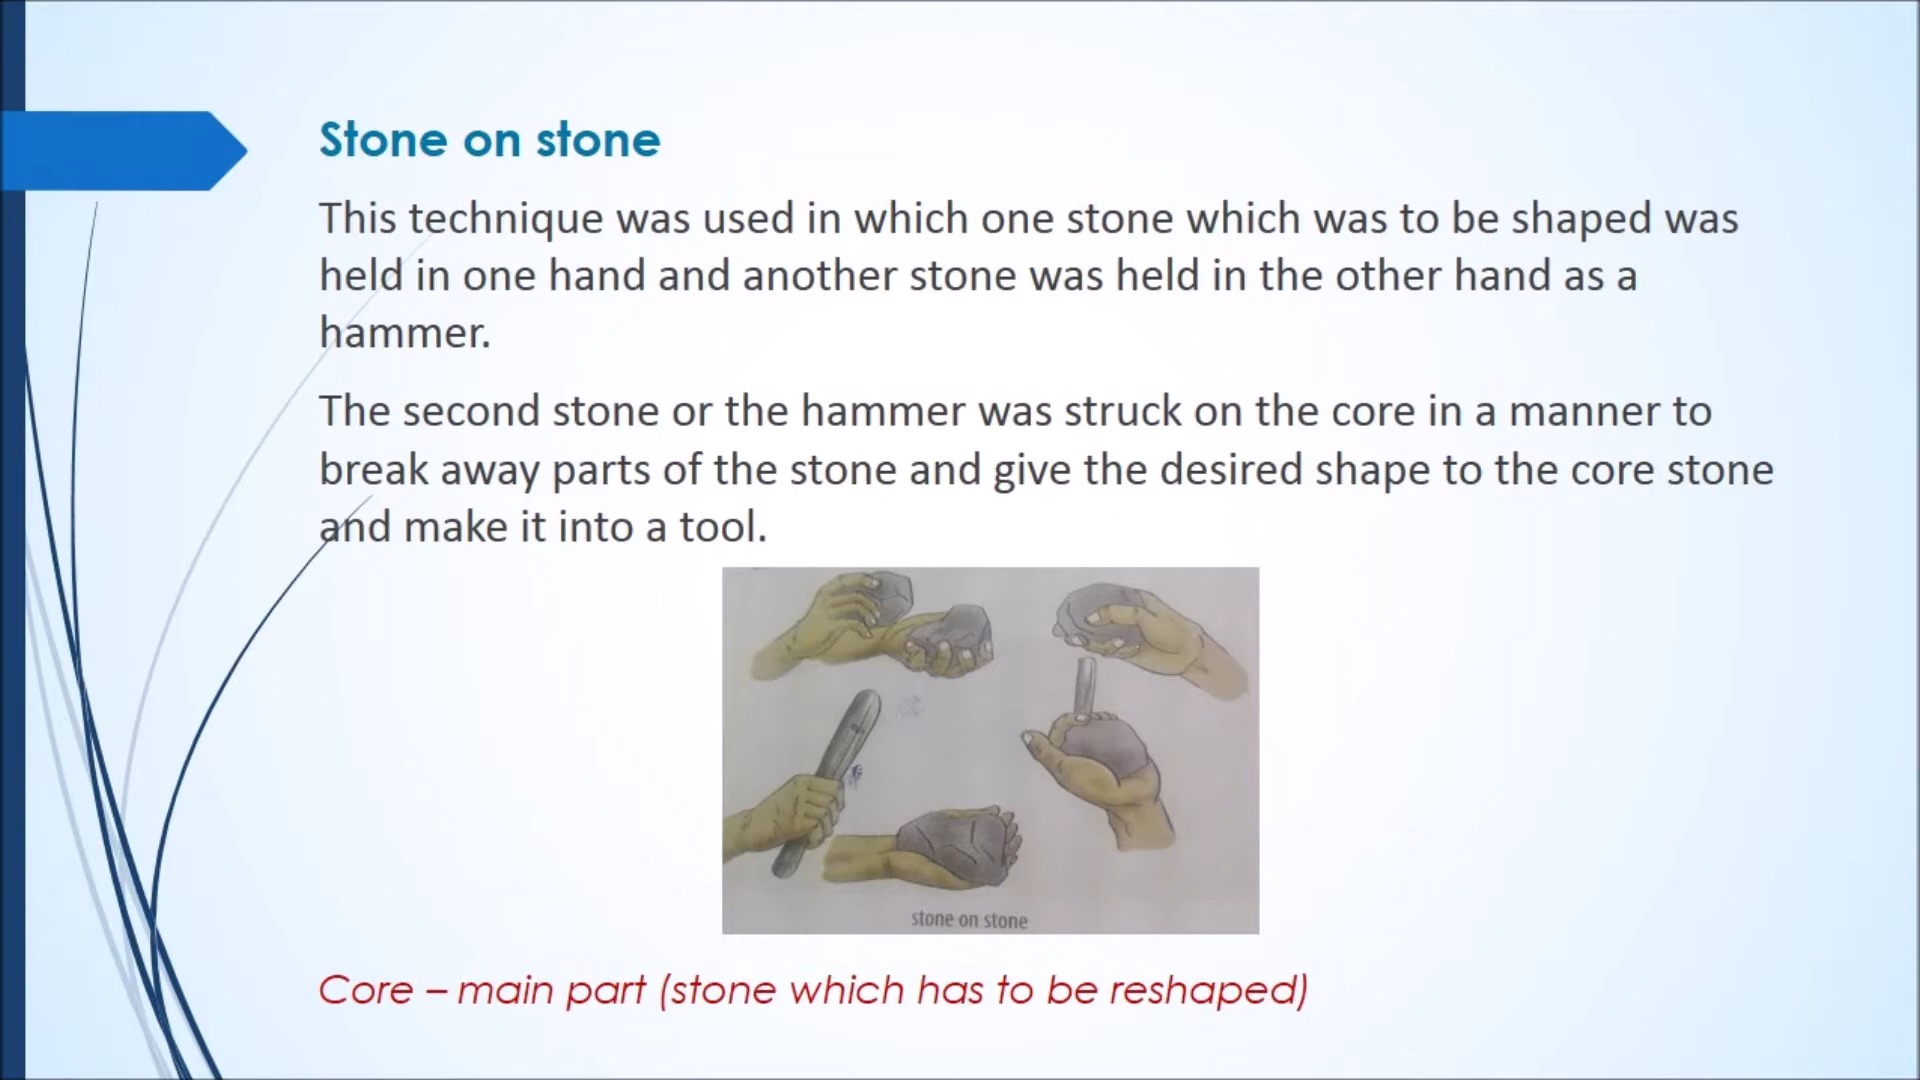 Stone on stone
This technique was used in which one stone which was to be shaped was
held in one hand and another stone was held in the other hand as a
hammer.
The second stone or the hammer was struck on the core in a manner to
break away parts of the stone and give the desired shape to the core stone
and make it into a tool.
stone on stone
Core – main part (stone which has to be reshaped)